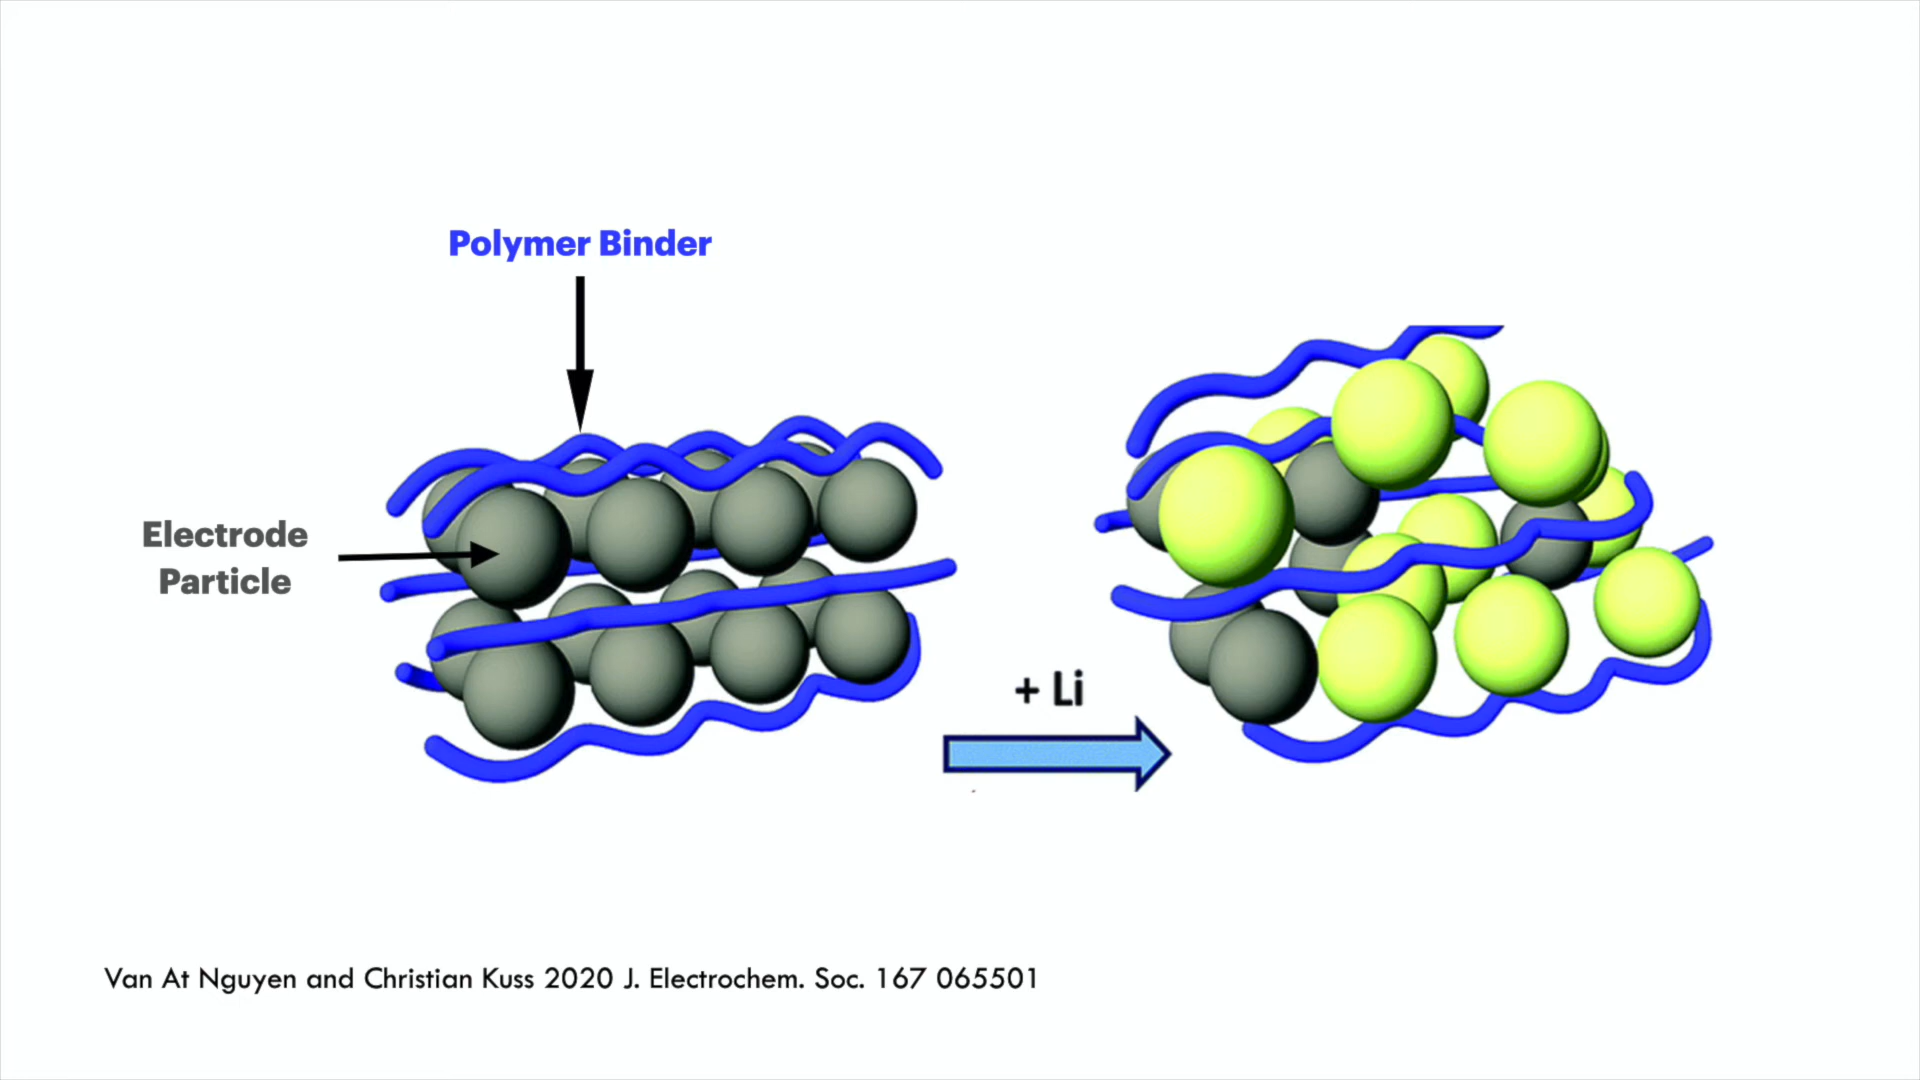 Polymer Binder
Electrode
Particle
+ Li
Van At Nguyen and Christian Kuss 2020 J. Electrochem. Soc. 167 065501